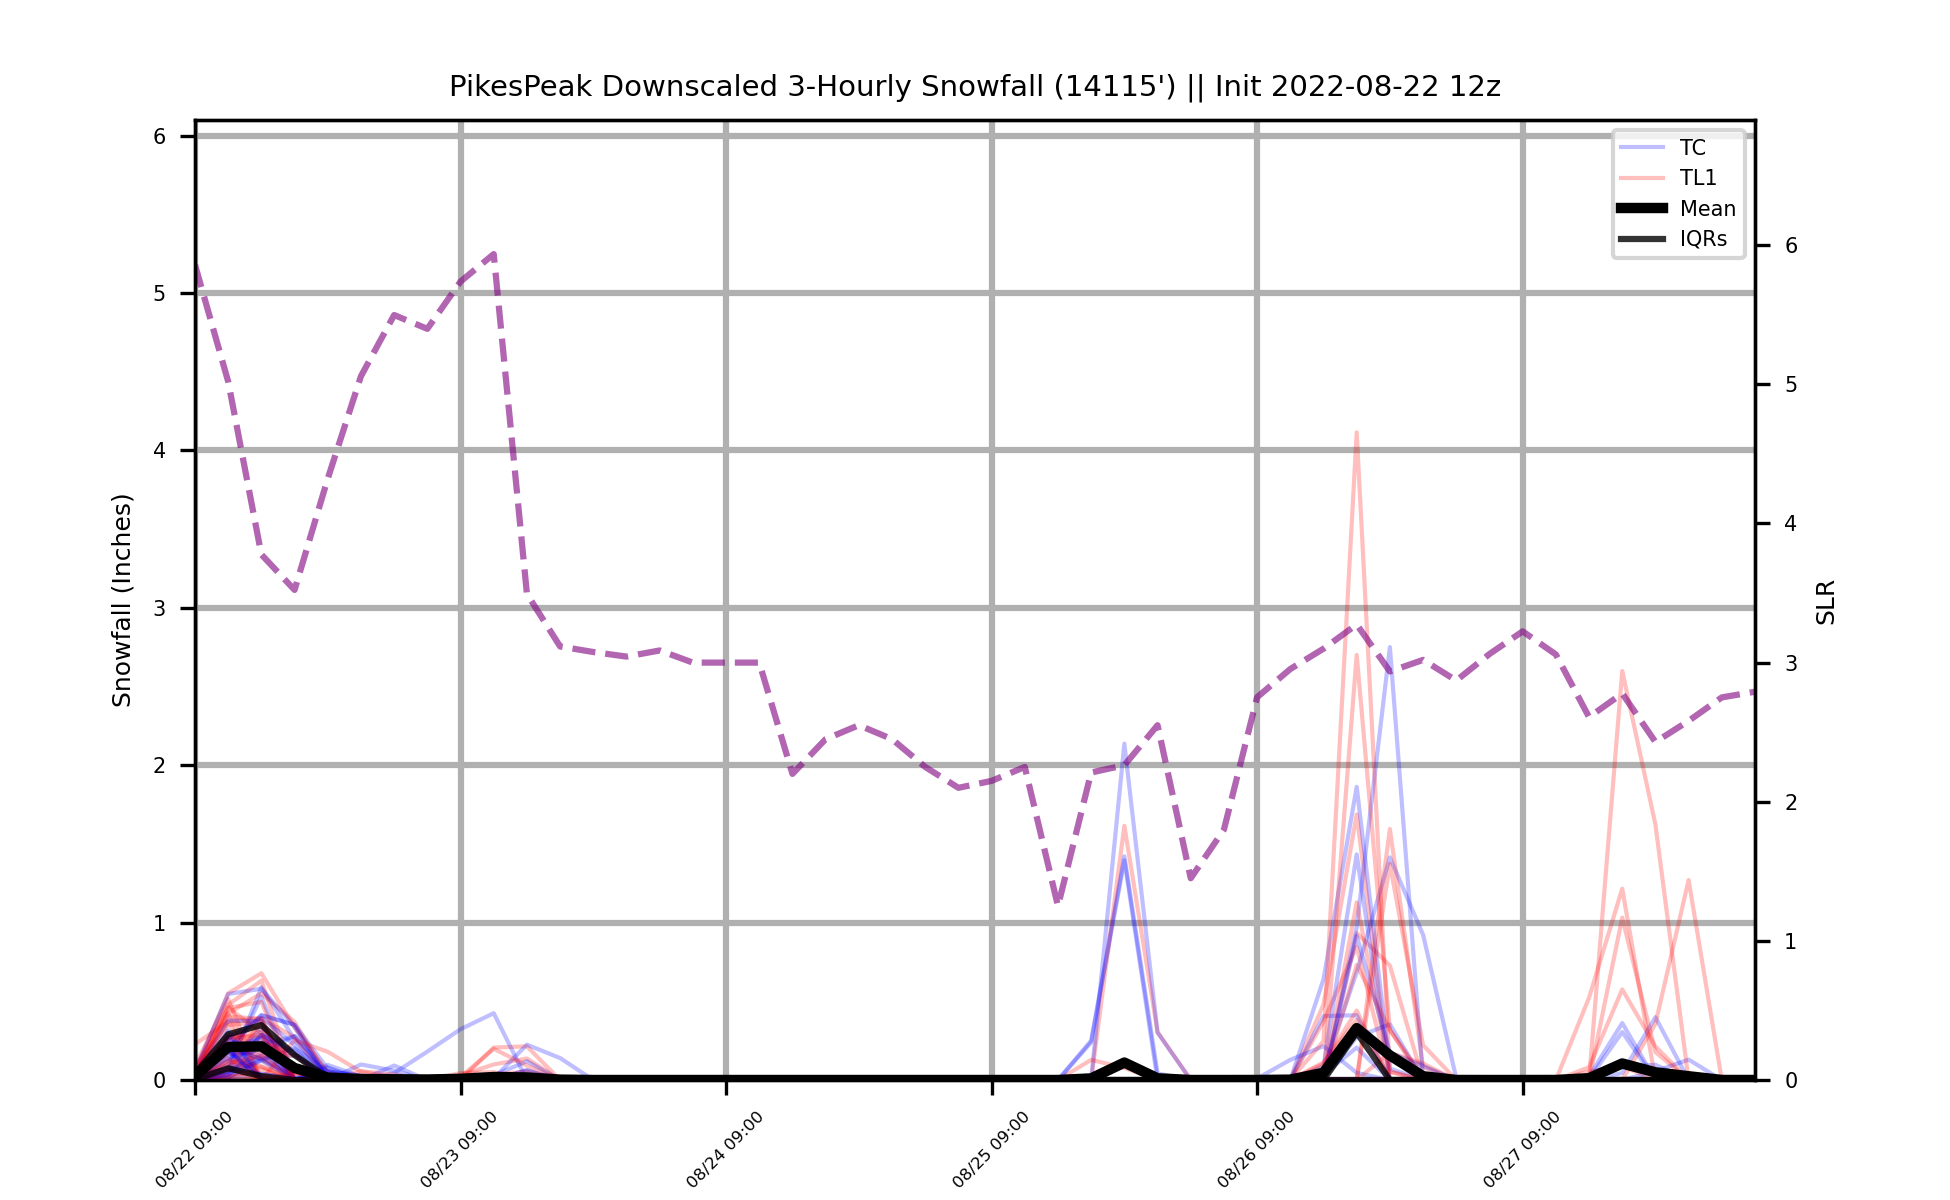 PikesPeak Downscaled 3-Hourly Snowfall (14115') || Init 2022-08-22 12z
TC
TL1
Mean
IQRs
Snowfall (Inches)
6
5
4
3
2
1
0
SLR
6
5
4
3
2
1
0
08/22 09:00
08/23 09:00
08/24 09:00
08/25 09:00
08/26 09:00
08/27 09:00